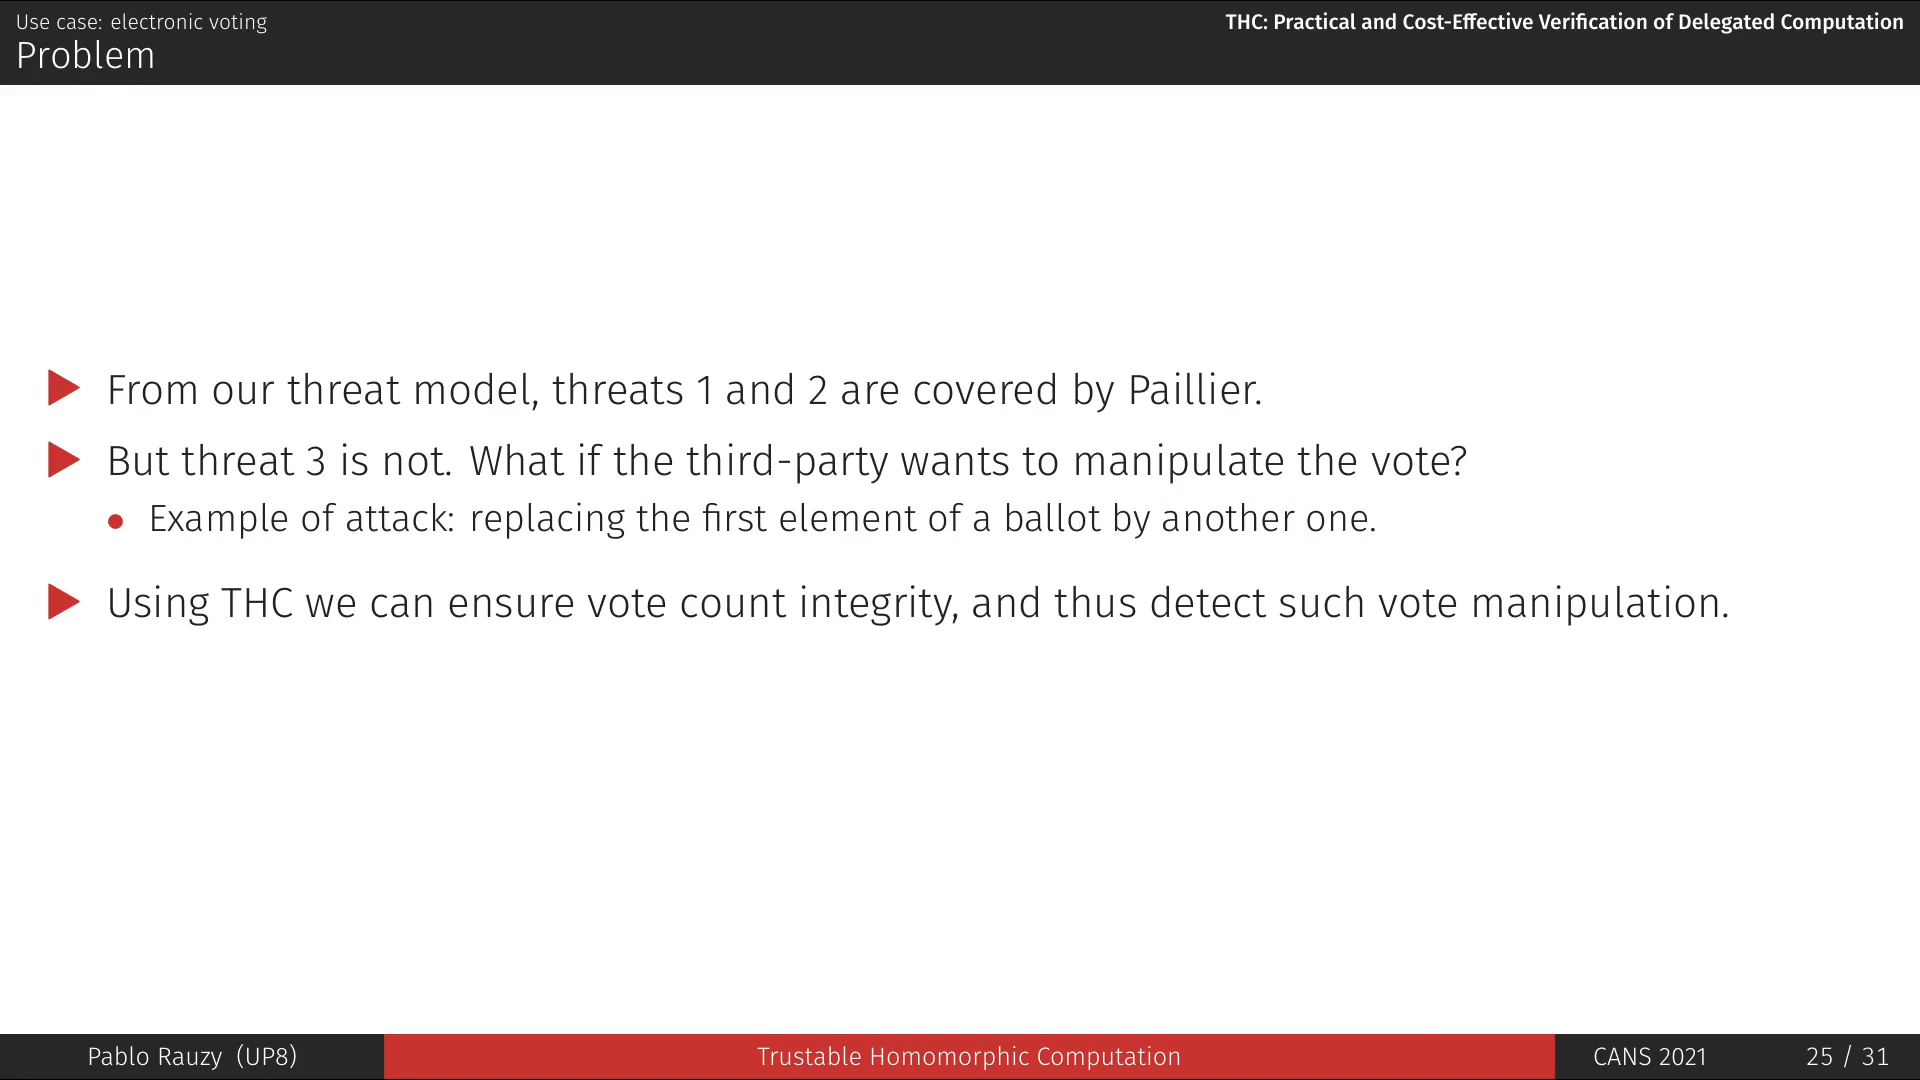 Use case: electronic voting
THC: Practical and Cost-Effective Verification of Delegated Computation
Problem
From our threat model, threats 1 and 2 are covered by Paillier.
But threat 3 is not. What if the third-party wants to manipulate the vote?
Example of attack: replacing the first element of a ballot by another one.
Using THC we can ensure vote count integrity, and thus detect such vote manipulation.
Pablo Rauzy (UP8)
Trustable Homomorphic Computation
CANS 2021
25 / 31